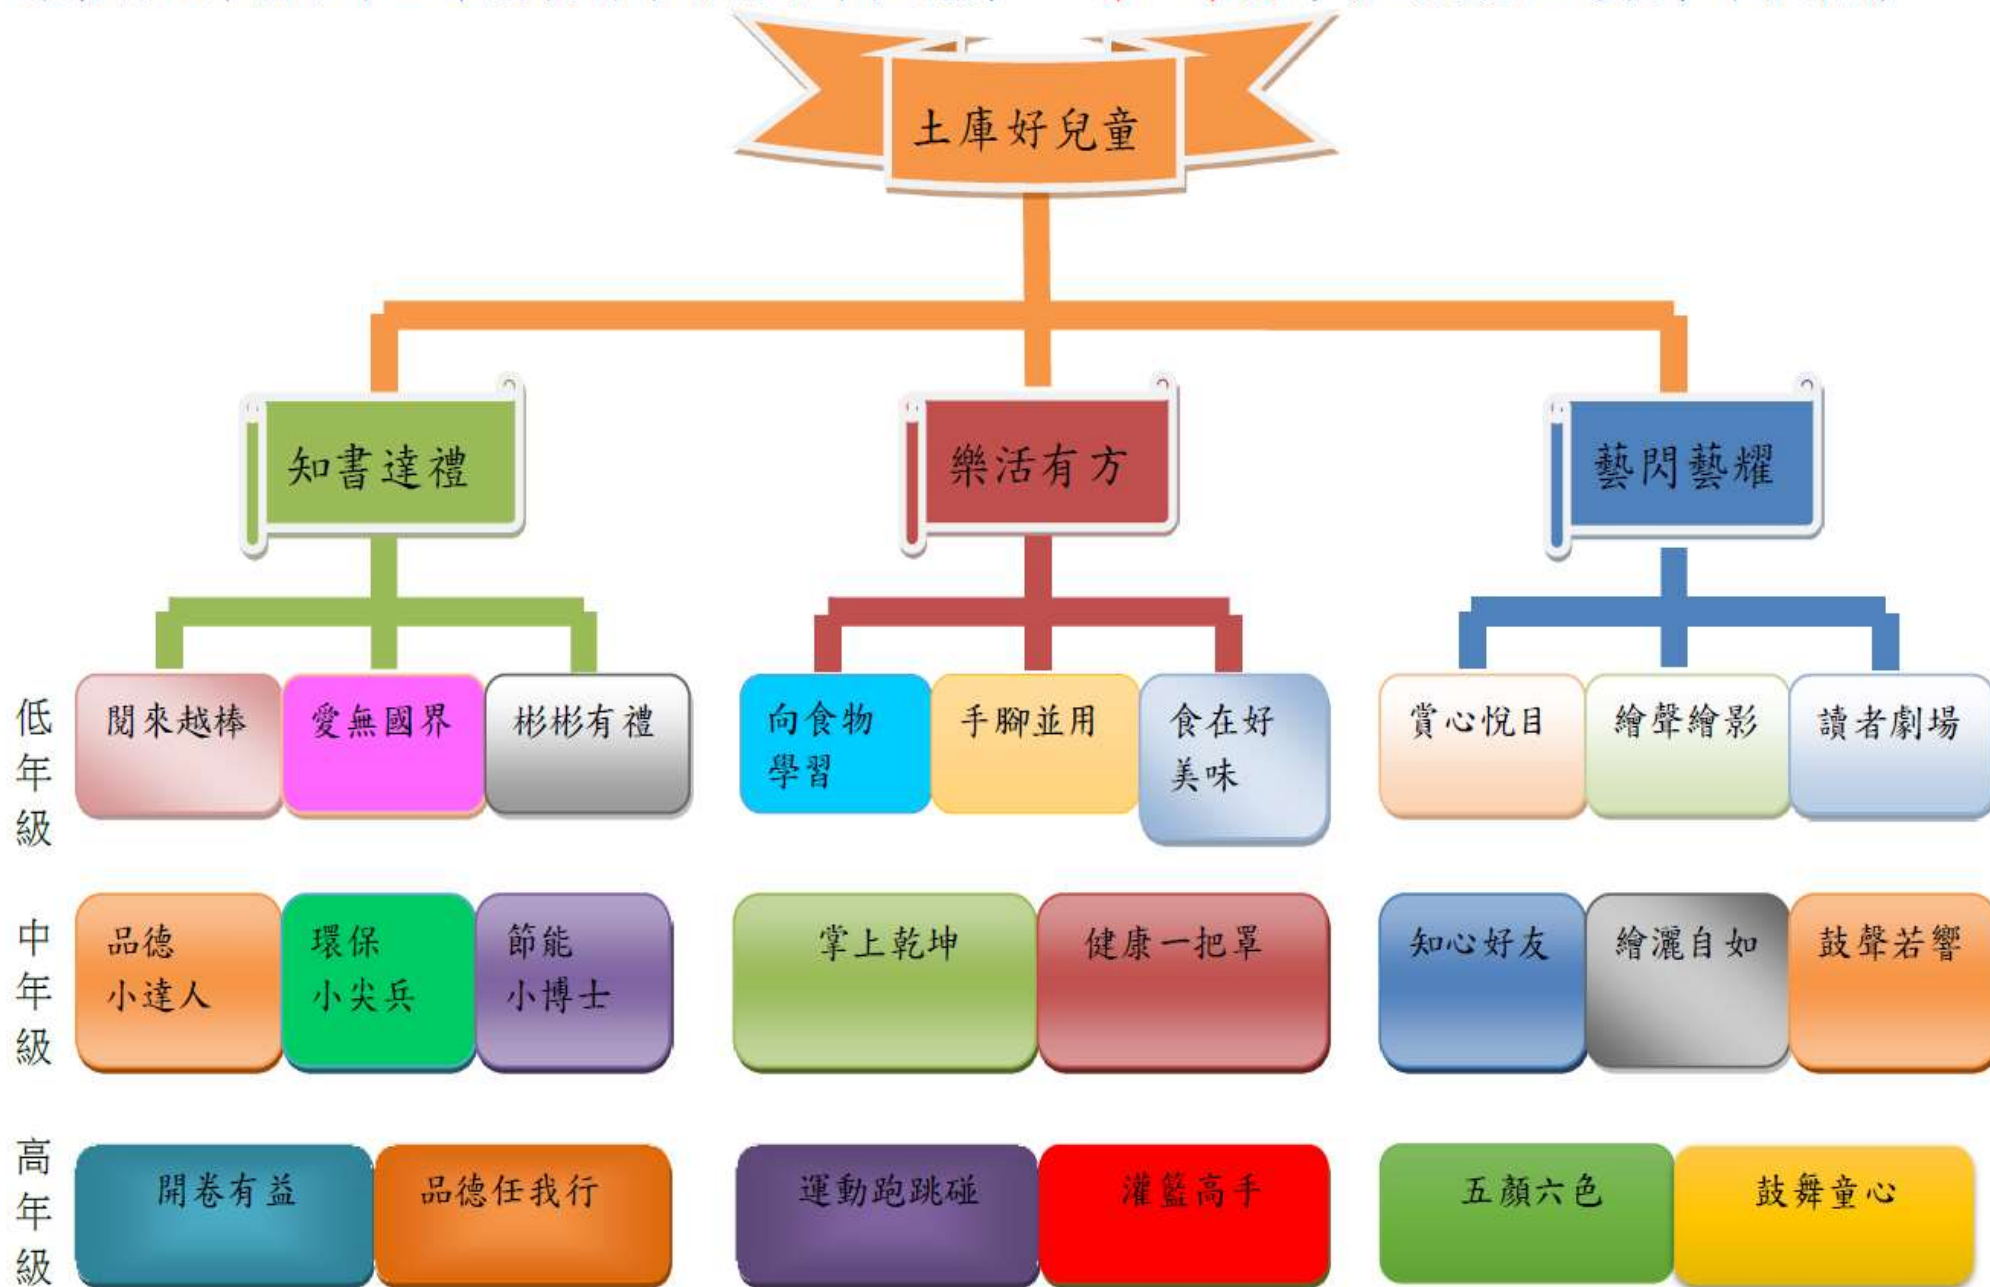 土庫好兒童
知書達禮
樂活有方
藝閃藝耀
低年級
閱來越棒
愛無國界
彬彬有禮
向食物
學習
手腳並用
食在好
美味
賞心悅目
繪聲繪影
讀者劇場
中年級
品德
小達人
環保
小尖兵
節能
小博士
掌上乾坤
健康一把罩
知心好友
繪灑自如
鼓聲若響
高年級
開卷有益
品德任我行
運動跑跳碰
灌籃高手
五顏六色
鼓舞童心